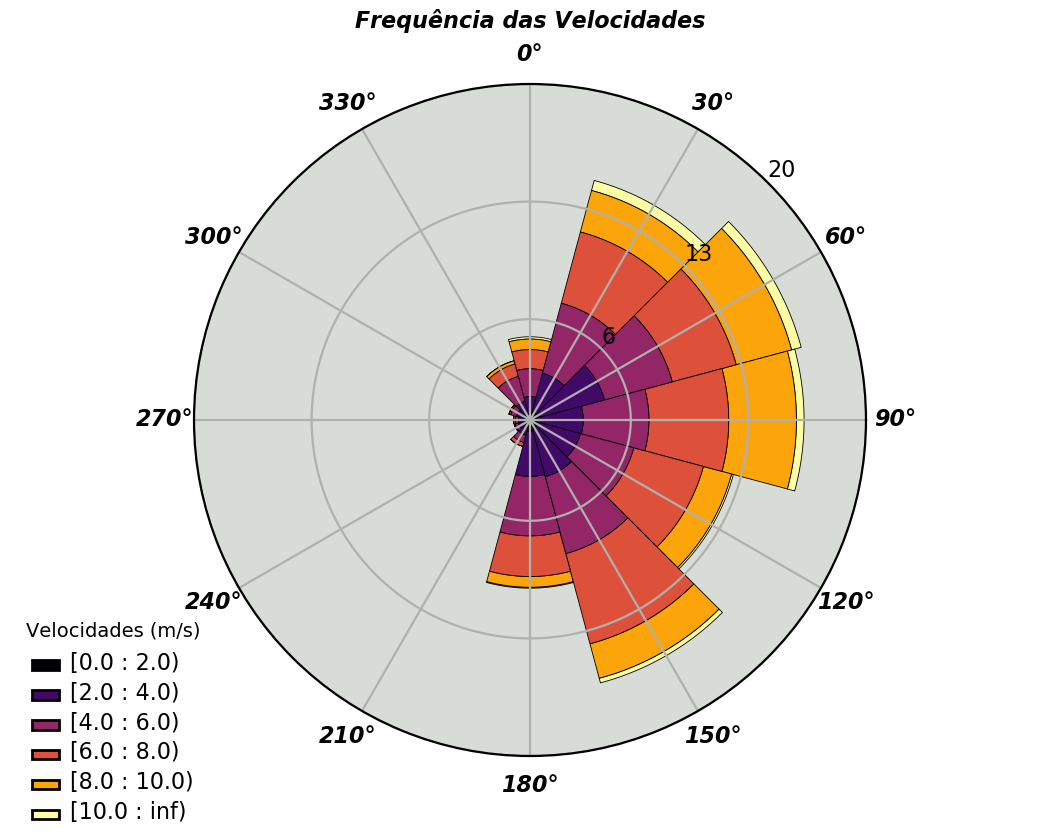 Frequência das Velocidades
0°
330°
30°
20
300°
60°
13
6
270°
90°
240°
120°
210°
150°
180°
Velocidades (m/s)
[0.0 : 2.0)
[2.0 : 4.0)
[4.0 : 6.0)
[6.0 : 8.0)
[8.0 : 10.0)
[10.0 : inf)